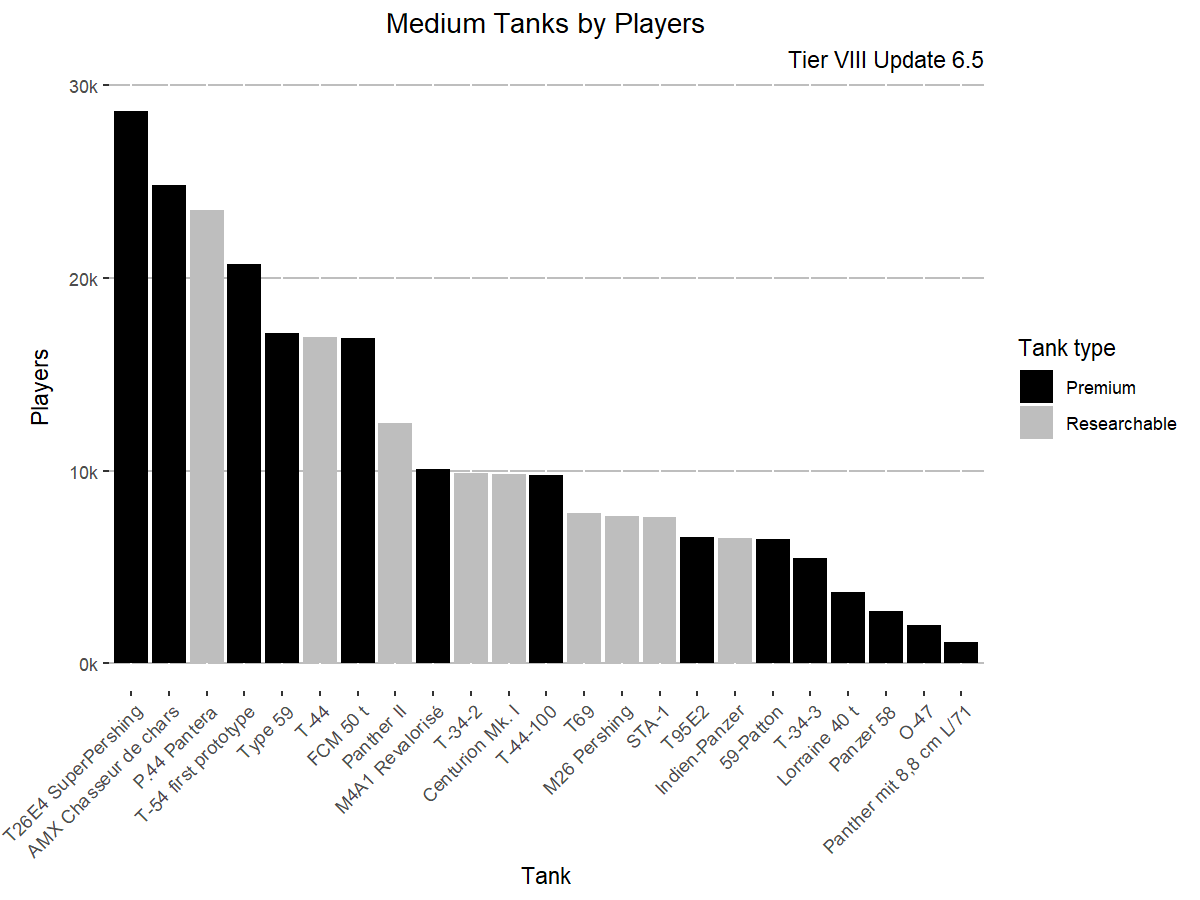 Medium Tanks by Players
Tier VIII Update 6.5
30k
20k
10k
0k
Players
T26E4 SuperPershing
AMX Chasseur de chars
P.44 Pantera
T-54 first prototype
Type 59
T-44
FCM 50 t
Panther II
M4A1 Revalorisé
T-34-2
Centurion Mk. I
T-44-100
T69
M26 Pershing
STA-1
T95E2
Indien-Panzer
59-Patton
T-34-3
Lorraine 40 t
Panzer 58
O-47
Panther mit 8,8 cm L/71
Tank
Tank type
Premium
Researchable